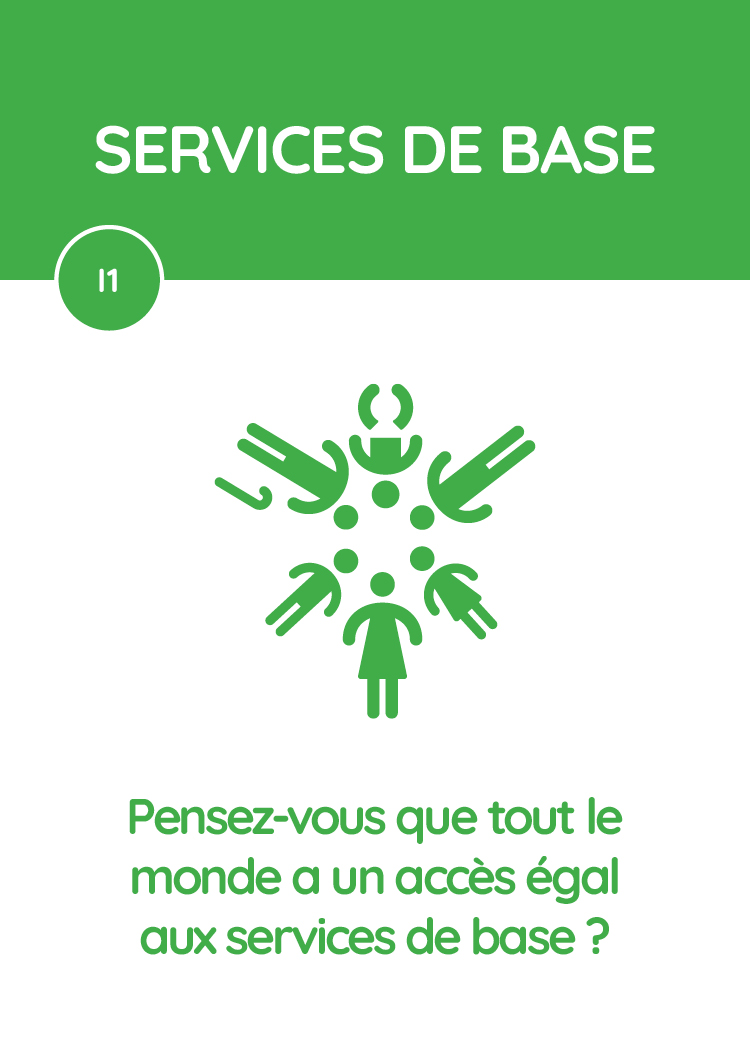 SERVICES DE BASE
I1
Pensez-vous que tout le
monde a un accès égal
aux services de base ?